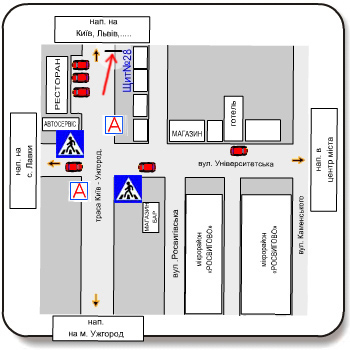 нап. на
Київ, Львів,.....
Щит№28
РЕСТОРАН
АВТОСЕРВІС
А
МАГАЗИН
готель
нап. на
с. Лавки
вул. Університетська
нап. в
центр міста
А
траса Київ - Ужгород,
МАГАЗИН
БАР
вул .Росвигівська
мікрорайон
«РОСВИГОВО»
мікрорайон
«РОСВИГОВО»
вул. Каменського
нап.
на м. Ужгород